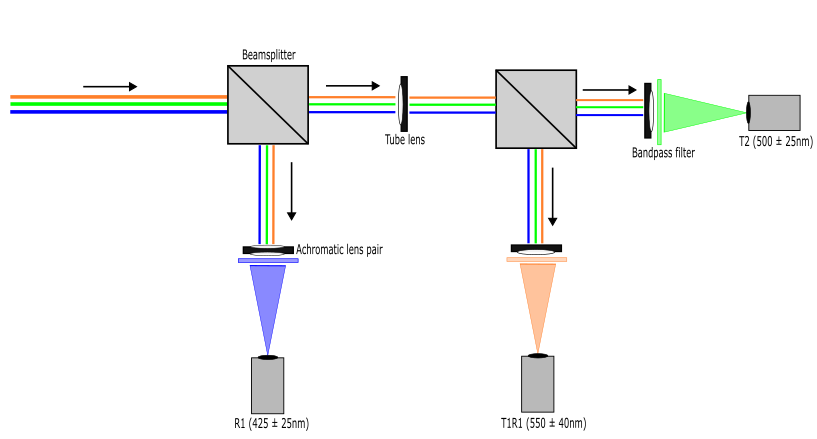 Beamsplitter
Tube lens
T2 (500 ± 25nm)
Bandpass filter
Achromatic lens pair
R1 (425 ± 25nm)
T1R1 (550 ± 40nm)